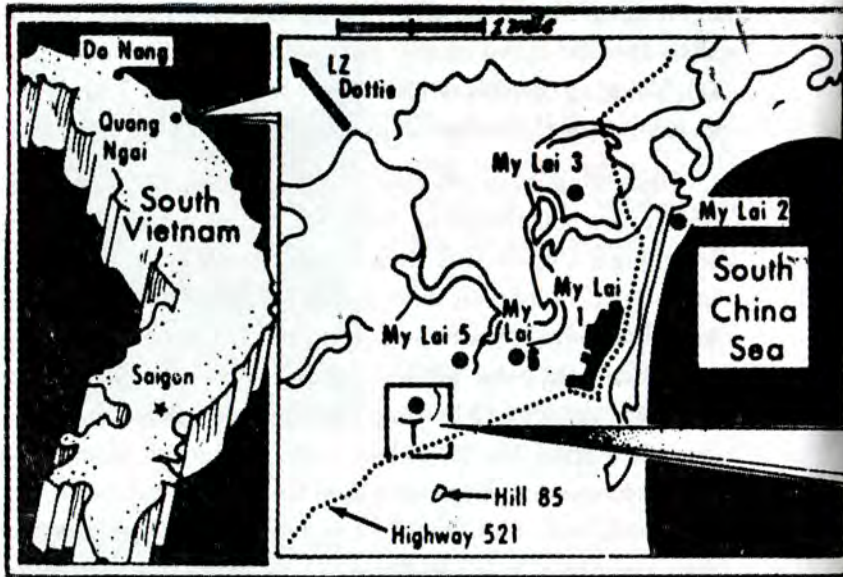 1 mile
Da Nang
Quang
Ngai
South
Vietnam
Saigon
LZ
Dottie
My Lai 3
My Lai 2
South
China
Sea
My Lai
1
My
Lai
6
My Lai 5
Hill 85
Highway 521